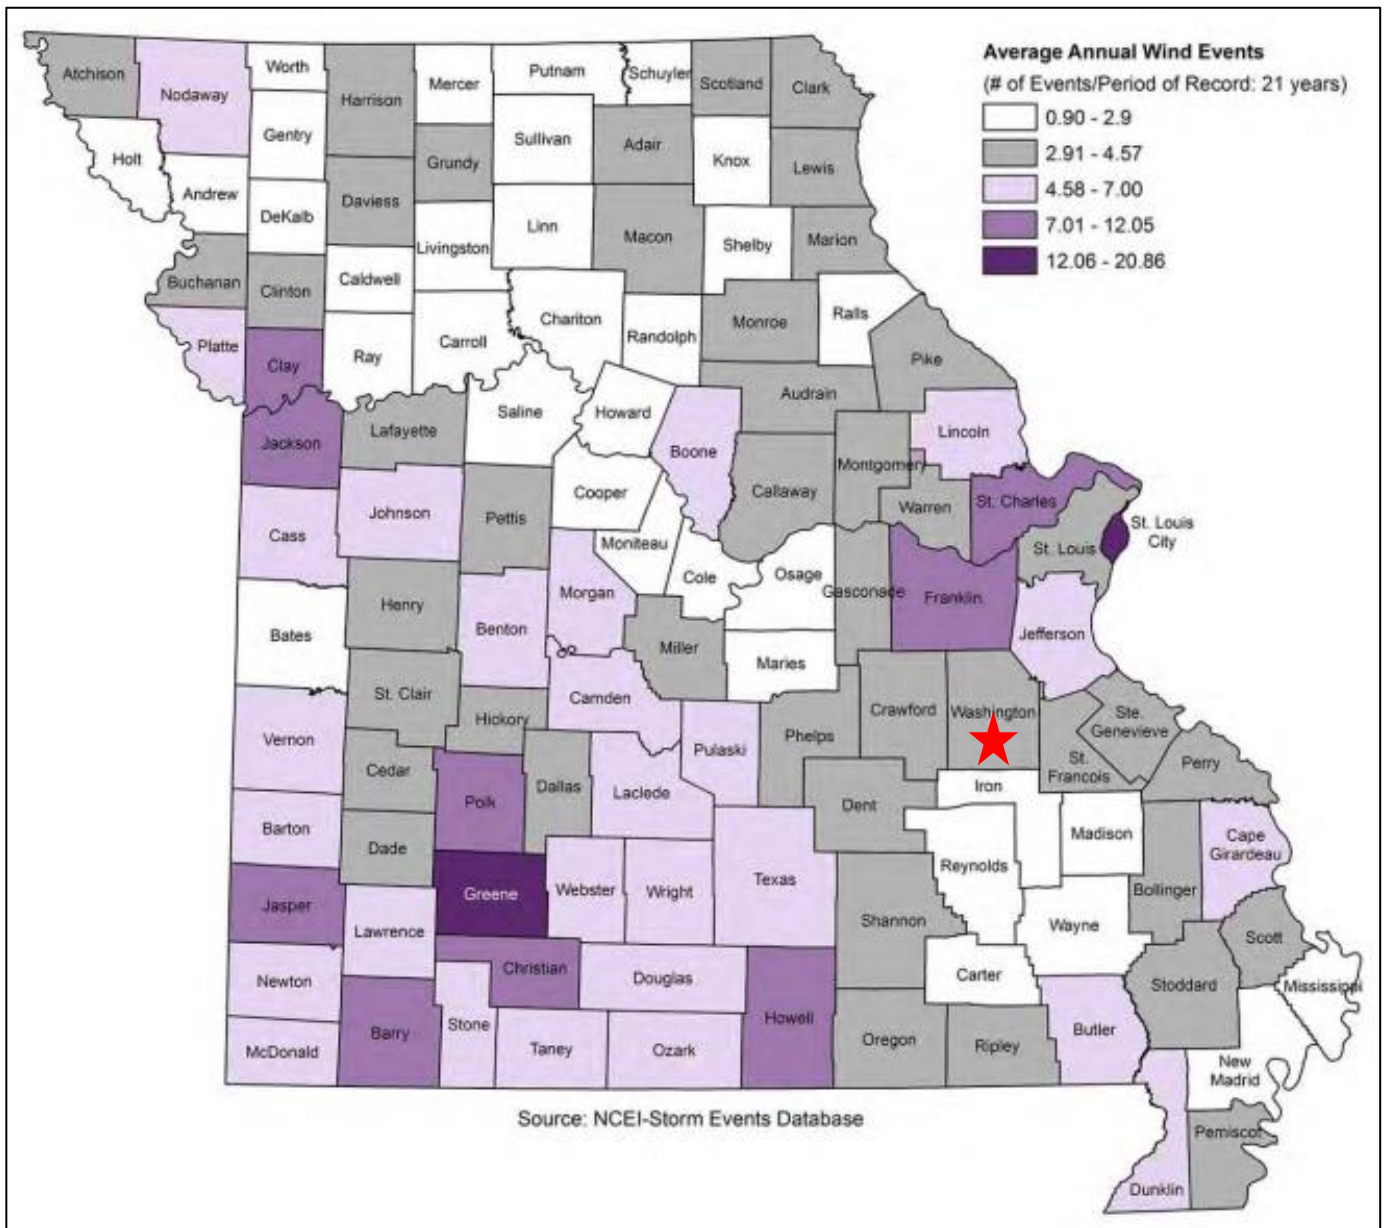 Average Annual Wind Events
(# of Events/Period of Record: 21 years)
0.90 - 2.9
2.91 - 4.57
4.58 - 7.00
7.01 - 12.05
12.06 - 20.86
Atchison
Nodaway
Worth
Harrison
Mercer
Putnam
Schuyler
Scotland
Clark
Holt
Gentry
Grundy
Sullivan
Adair
Knox
Lewis
Andrew
DeKalb
Daviess
Livingston
Linn
Macon
Shelby
Marion
Buchanan
Clinton
Caldwell
Chariton
Randolph
Monroe
Ralls
Platte
Clay
Ray
Carroll
Pike
Audrain
Jackson
Lafayette
Saline
Howard
Boone
Lincoln
Cooper
Callaway
Montgomery
Warren
St. Charles
Cass
Johnson
Pettis
Moniteau
St. Louis
St. Louis
City
Cole
Osage
Gasconade
Franklin
Henry
Morgan
Bates
Benton
Miller
Maries
Jefferson
St. Clair
Camden
Hickory
Crawford
Washington
Ste.
Genevieve
Vernon
Pulaski
Phelps
St.
Francois
Perry
Cedar
Polk
Dallas
Laclede
Dent
Iron
Barton
Dade
Madison
Cape
Girardeau
Reynolds
Jasper
Greene
Webster
Wright
Texas
Bollinger
Lawrence
Shannon
Wayne
Scott
Newton
Christian
Douglas
Carter
Stoddard
Mississippi
Barry
Stone
Howell
Butler
McDonald
Taney
Ozark
Oregon
Ripley
New
Madrid
Pemiscot
Dunklin
Source: NCEI-Storm Events Database